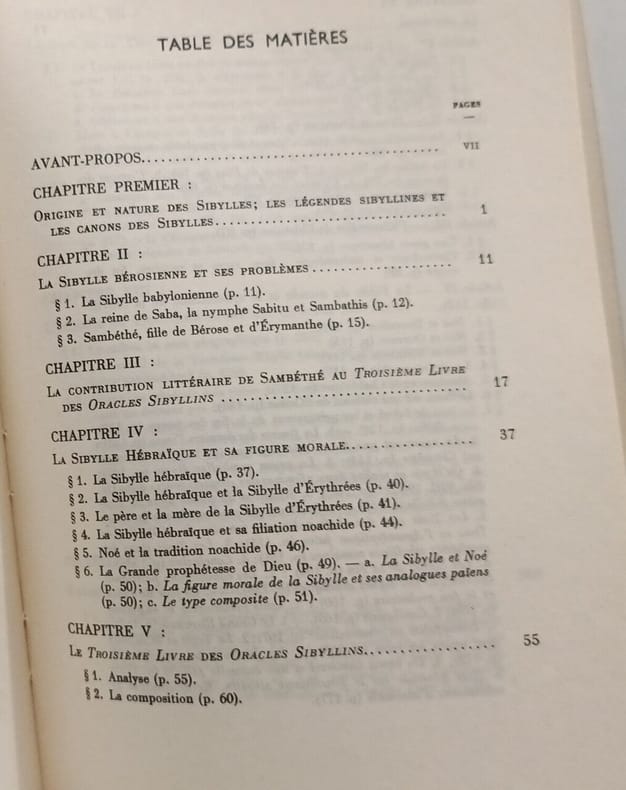 TABLE DES MATIÈRES
PAGES
AVANT-PROPOS........................................ VII
CHAPITRE PREMIER :
Origine et nature des Sibylles; les légendes sibyllines et
les canons des Sibylles................................ 1
CHAPITRE II :
La Sibylle bérosienne et ses problèmes.................... 11
§ 1. La Sibylle babylonienne (p. 11).
§ 2. La reine de Saba, la nymphe Sabitu et Sambathis (p. 12).
§ 3. Sambéthé, fille de Bérose et d'Érymanthe (p. 15).
CHAPITRE III :
La contribution littéraire de Sambéthé au Troisième Livre
des Oracles Sibyllins .................................. 17
CHAPITRE IV :
La Sibylle Hébraïque et sa figure morale.................. 37
§ 1. La Sibylle hébraïque (p. 37).
§ 2. La Sibylle hébraïque et la Sibylle d'Érythrées (p. 40).
§ 3. Le père et la mère de la Sibylle d'Érythrées (p. 41).
§ 4. La Sibylle hébraïque et sa filiation noachide (p. 44).
§ 5. Noé et la tradition noachide (p. 46).
§ 6. La Grande prophétesse de Dieu (p. 49). — a. La Sibylle et Noé
(p. 50); b. La figure morale de la Sibylle et ses analogues païens
(p. 50); c. Le type composite (p. 51).
CHAPITRE V :
Le Troisième Livre des Oracles Sibyllins.................. 55
§ 1. Analyse (p. 55).
§ 2. La composition (p. 60).